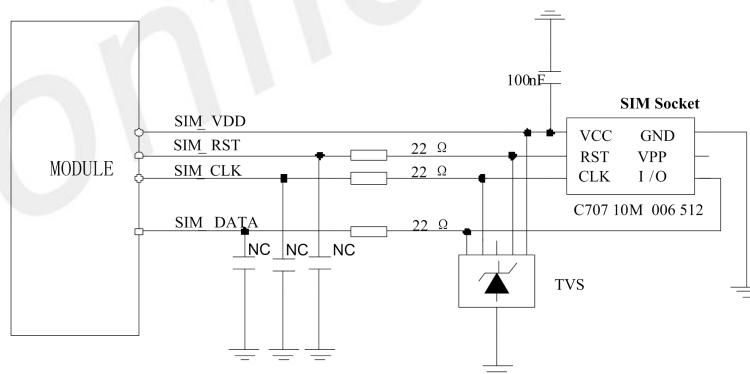 onfi
100nF
SIM Socket
SIM_VDD
VCC GND
SIM_RST
22 Ω
RST VPP
MODULE
SIM_CLK
22 Ω
CLK I/O
C707 10M 006 512
SIM_DATA
22 Ω
NC NC NC
TVS